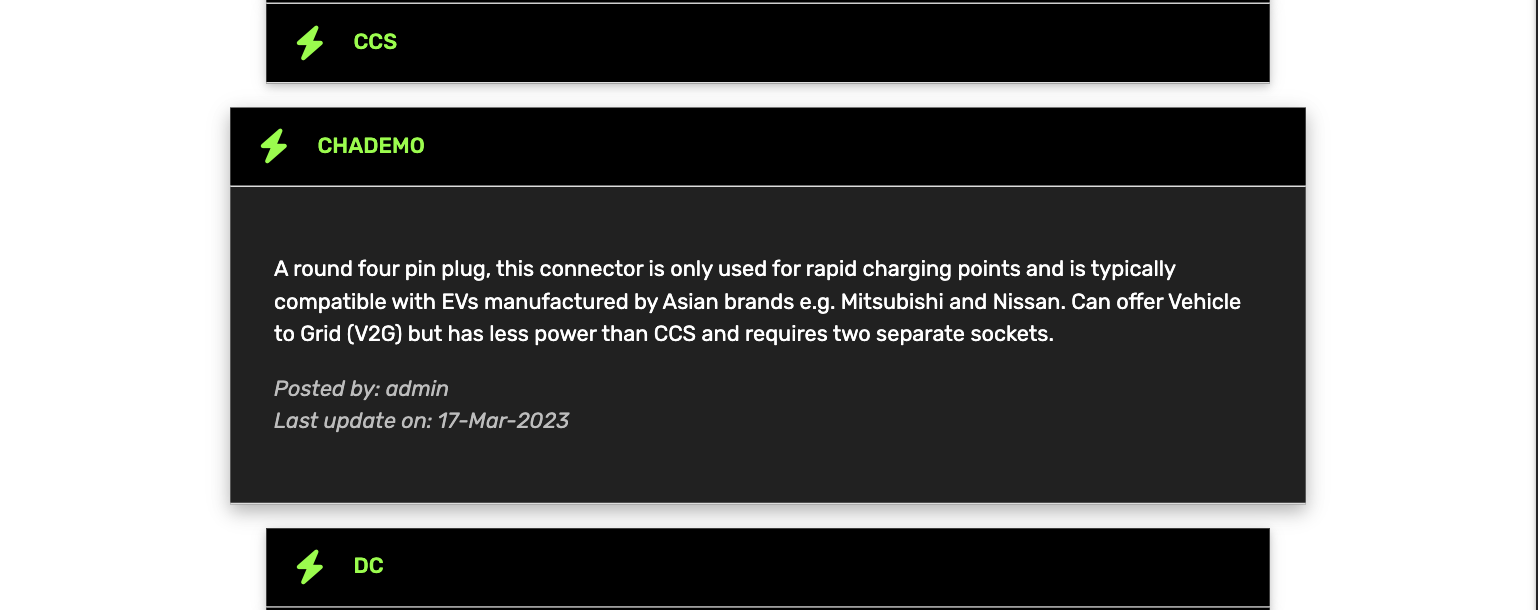 CCS
CHADEMO
A round four pin plug, this connector is only used for rapid charging points and is typically
compatible with EVs manufactured by Asian brands e.g. Mitsubishi and Nissan. Can offer Vehicle
to Grid (V2G) but has less power than CCS and requires two separate sockets.
Posted by: admin
Last update on: 17-Mar-2023
DC